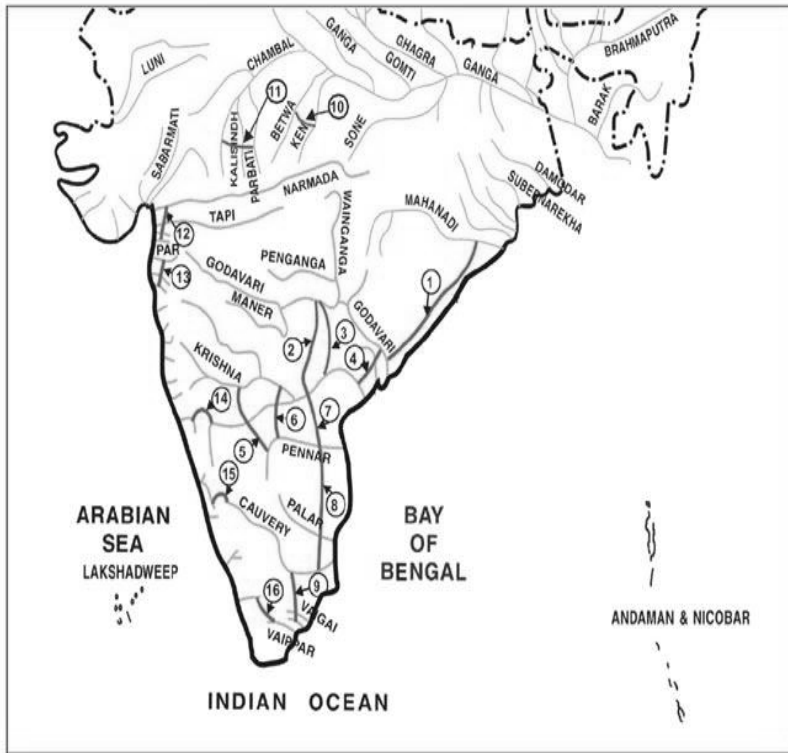 LUNI
CHAMBAL
GANGA
GHAGRA
GOMTI
GANGA
BRAHMAPUTRA
BARAK
SABARMATI
11
KALISINDH
PARBATI
BETWA
KEN
10
SONE
DAMODAR
SUBERNAREKHA
NARMADA
TAPI
12
PAR
13
WAINGANGA
MAHANADI
PENGANGA
GODAVARI
MANER
GODAVARI
1
2
3
4
KRISHNA
14
6
7
5
PENNAR
15
8
CAUVERY
PALAR
ARABIAN
SEA
LAKSHADWEEP
BAY
OF
BENGAL
16
9
VAIGAI
VAIPPAR
ANDAMAN & NICOBAR
INDIAN OCEAN